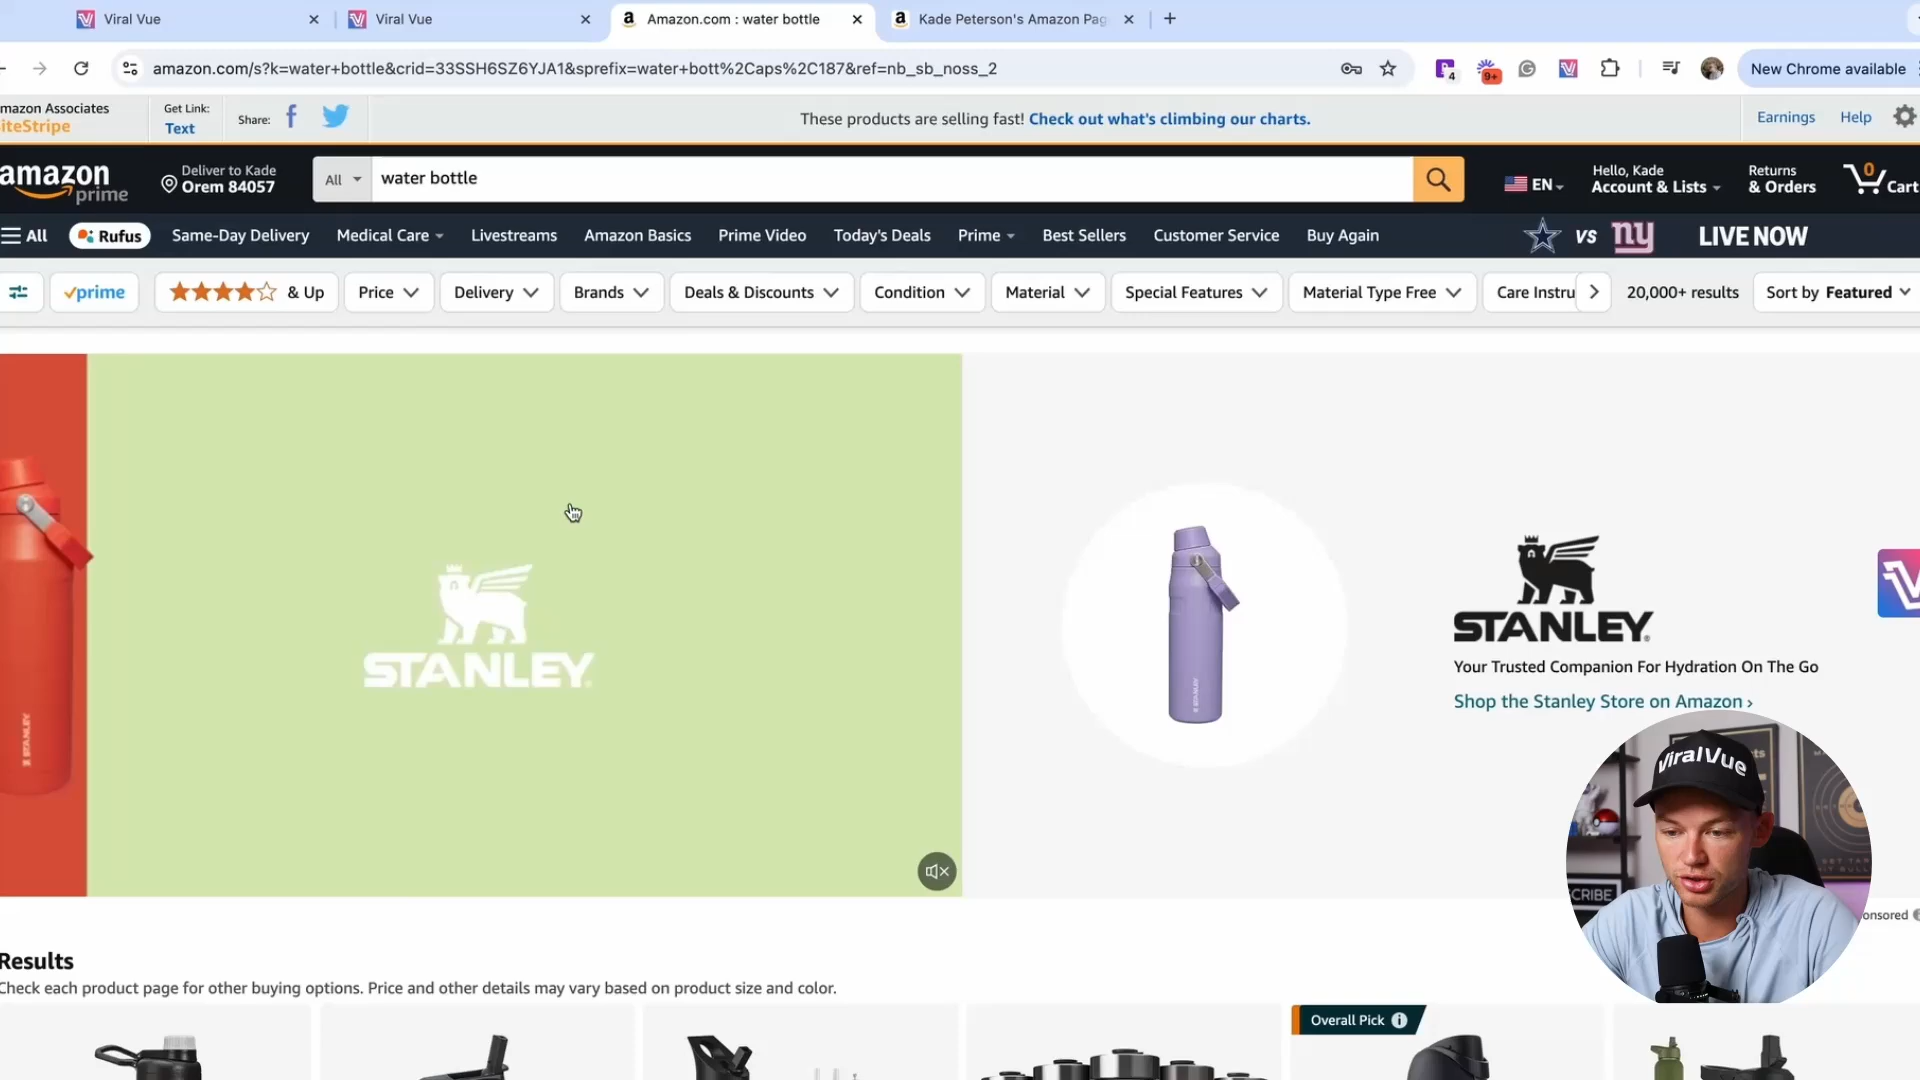 Viral Vue
Viral Vue
Amazon.com : water bottle
Kade Peterson's Amazon Pag
amazon.com/s?k=water+bottle&crid=33SSH6SZ6YJA1&sprefix=water+bott%2Caps%2C187&ref=nb_sb_noss_2
4
9+
New Chrome available
mazon Associates
iteStripe
Get Link:
Text
Share:
These products are selling fast! Check out what's climbing our charts.
Earnings
Help
amazon
prime
Deliver to Kade
Orem 84057
All
water bottle
EN
Hello, Kade
Account & Lists
Returns
& Orders
0
Cart
All
Rufus
Same-Day Delivery
Medical Care
Livestreams
Amazon Basics
Prime Video
Today's Deals
Prime
Best Sellers
Customer Service
Buy Again
VS
ny
LIVE NOW
prime
& Up
Price
Delivery
Brands
Deals & Discounts
Condition
Material
Special Features
Material Type Free
Care Instru
20,000+ results
Sort by Featured
STANLEY
STANLEY
STANLEY
STANLEY
Your Trusted Companion For Hydration On The Go
Shop the Stanley Store on Amazon ›
ViralVue
CRIBE
onsored
Results
Check each product page for other buying options. Price and other details may vary based on product size and color.
Overall Pick